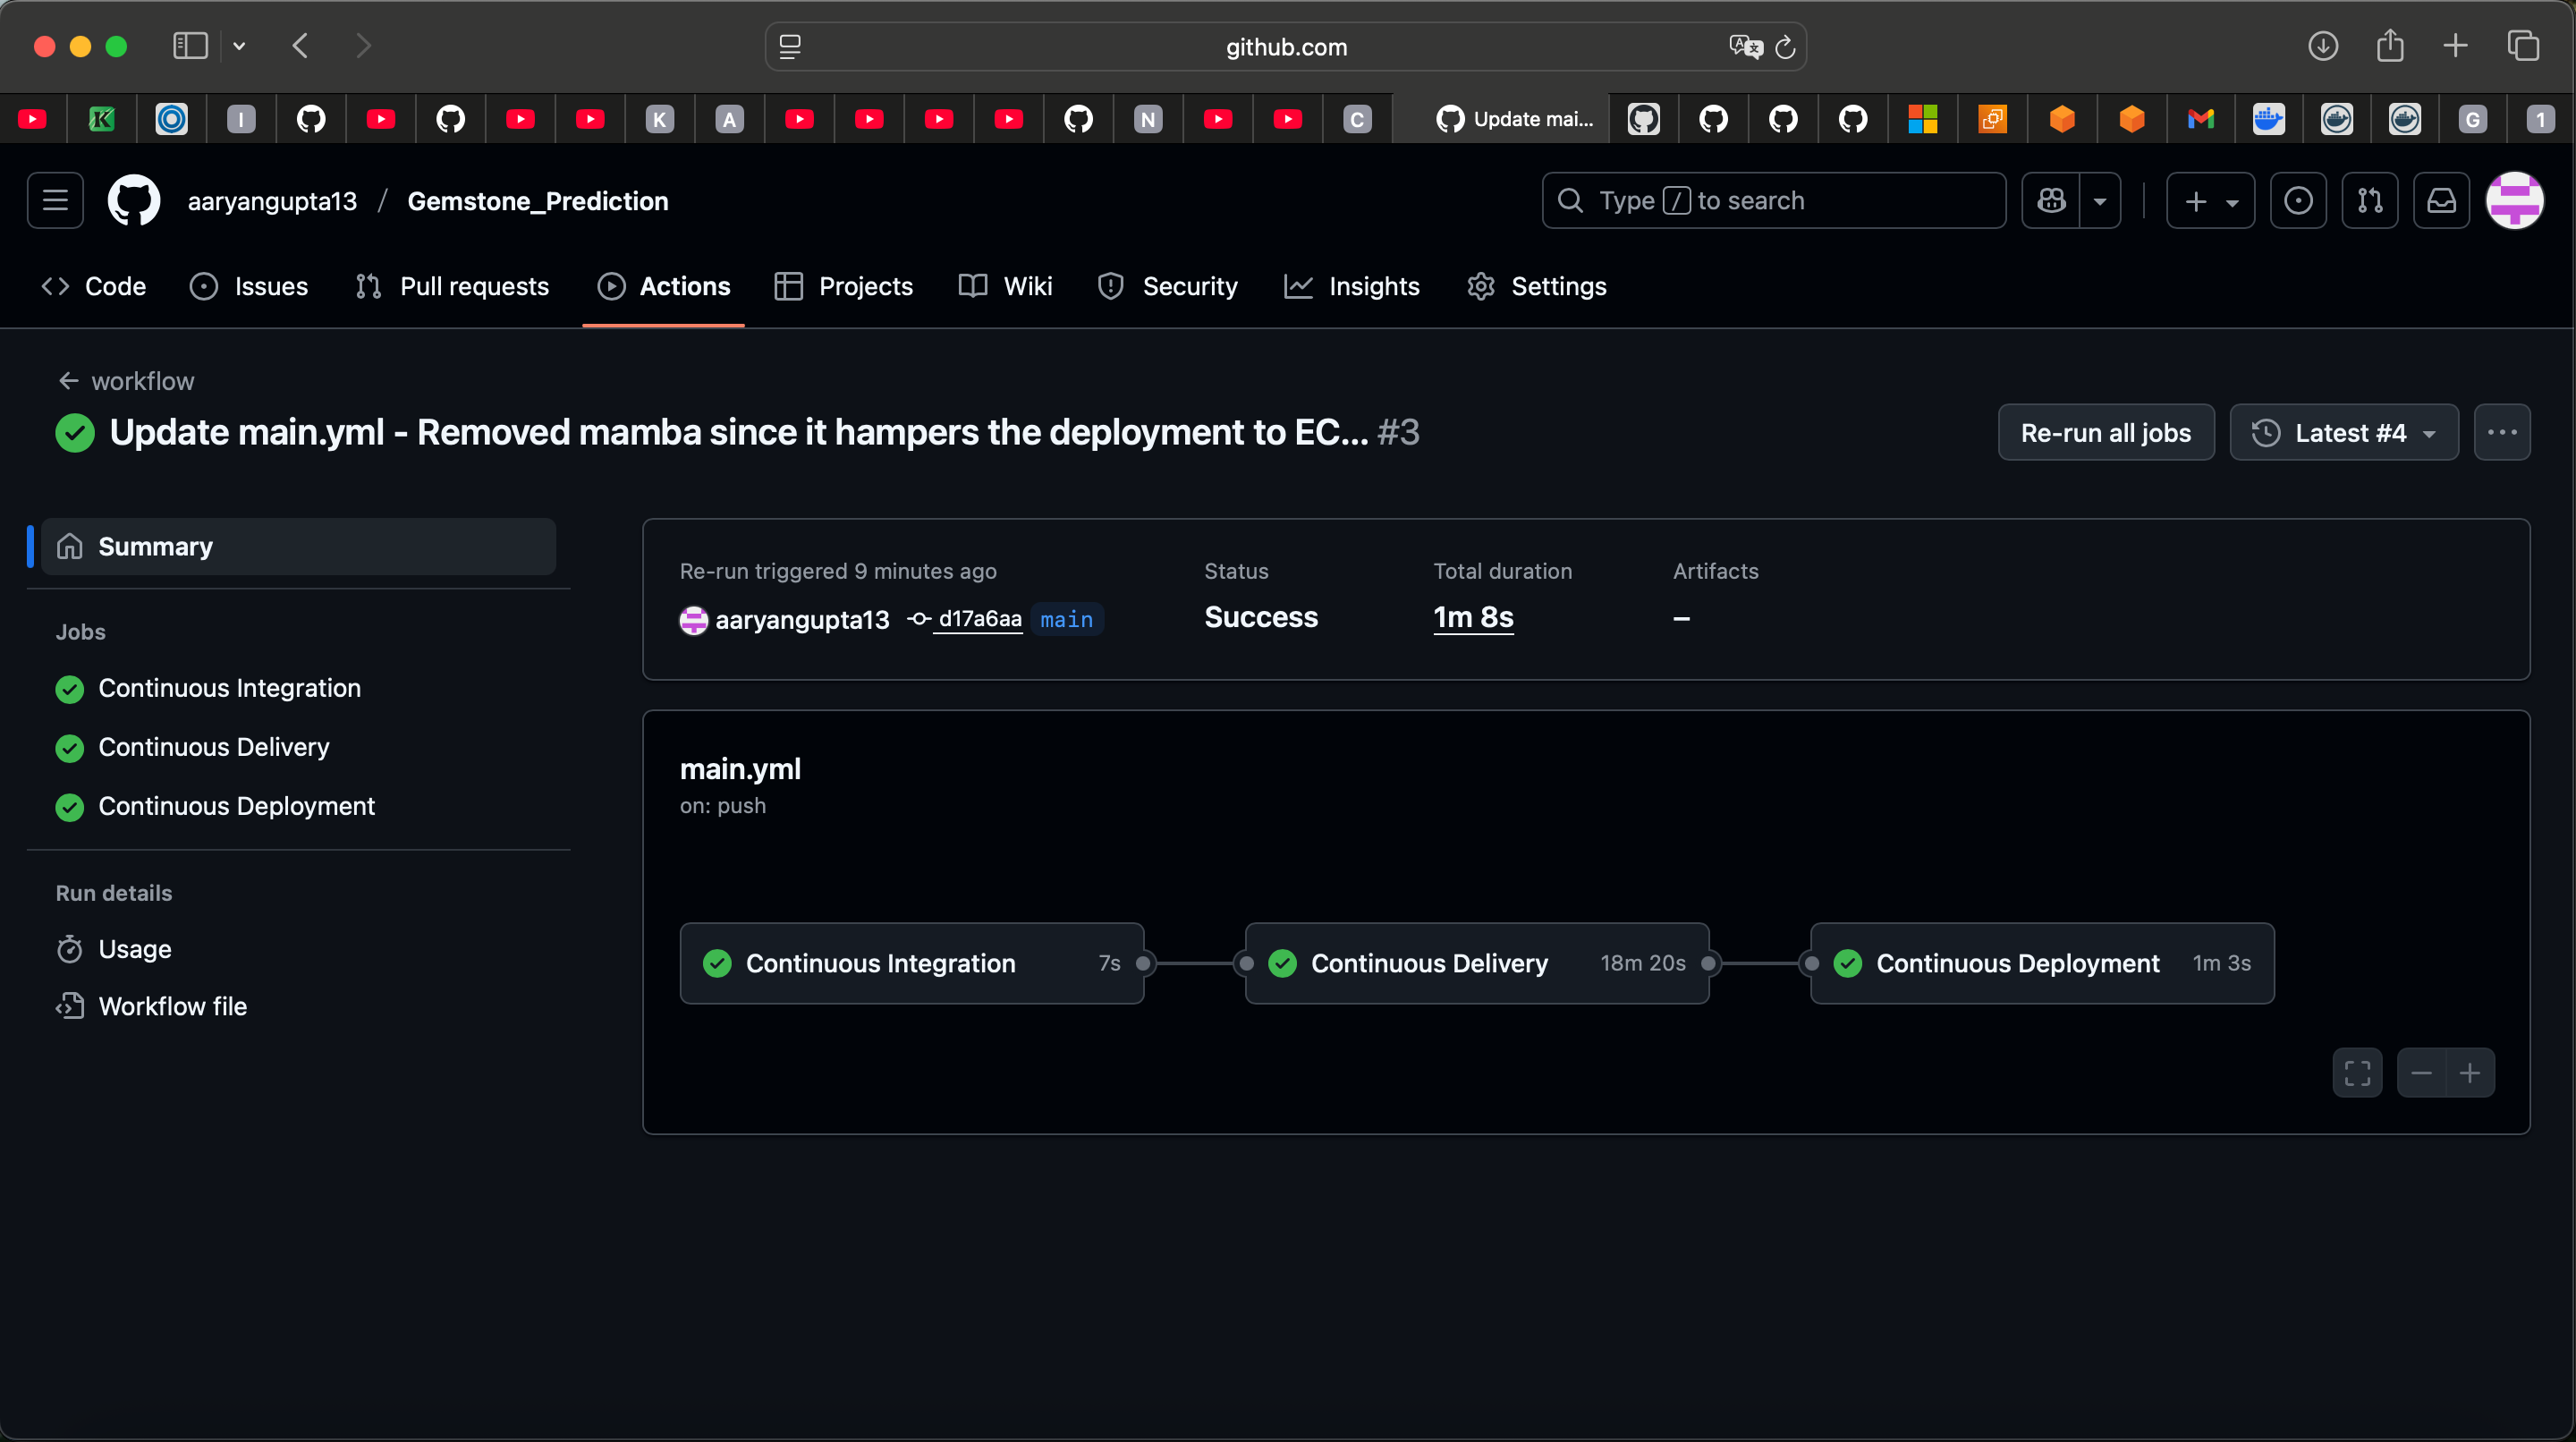 github.com
K
I
K
A
N
C
Update mai...
G
1
aaryangupta13 / Gemstone_Prediction
Type / to search
Code
Issues
Pull requests
Actions
Projects
Wiki
Security
Insights
Settings
← workflow
Update main.yml - Removed mamba since it hampers the deployment to EC... #3
Re-run all jobs
Latest #4
Summary
Jobs
Continuous Integration
Continuous Delivery
Continuous Deployment
Run details
Usage
Workflow file
Re-run triggered 9 minutes ago
aaryangupta13 d17a6aa main
Status
Success
Total duration
1m 8s
Artifacts
–
main.yml
on: push
Continuous Integration 7s
Continuous Delivery 18m 20s
Continuous Deployment 1m 3s